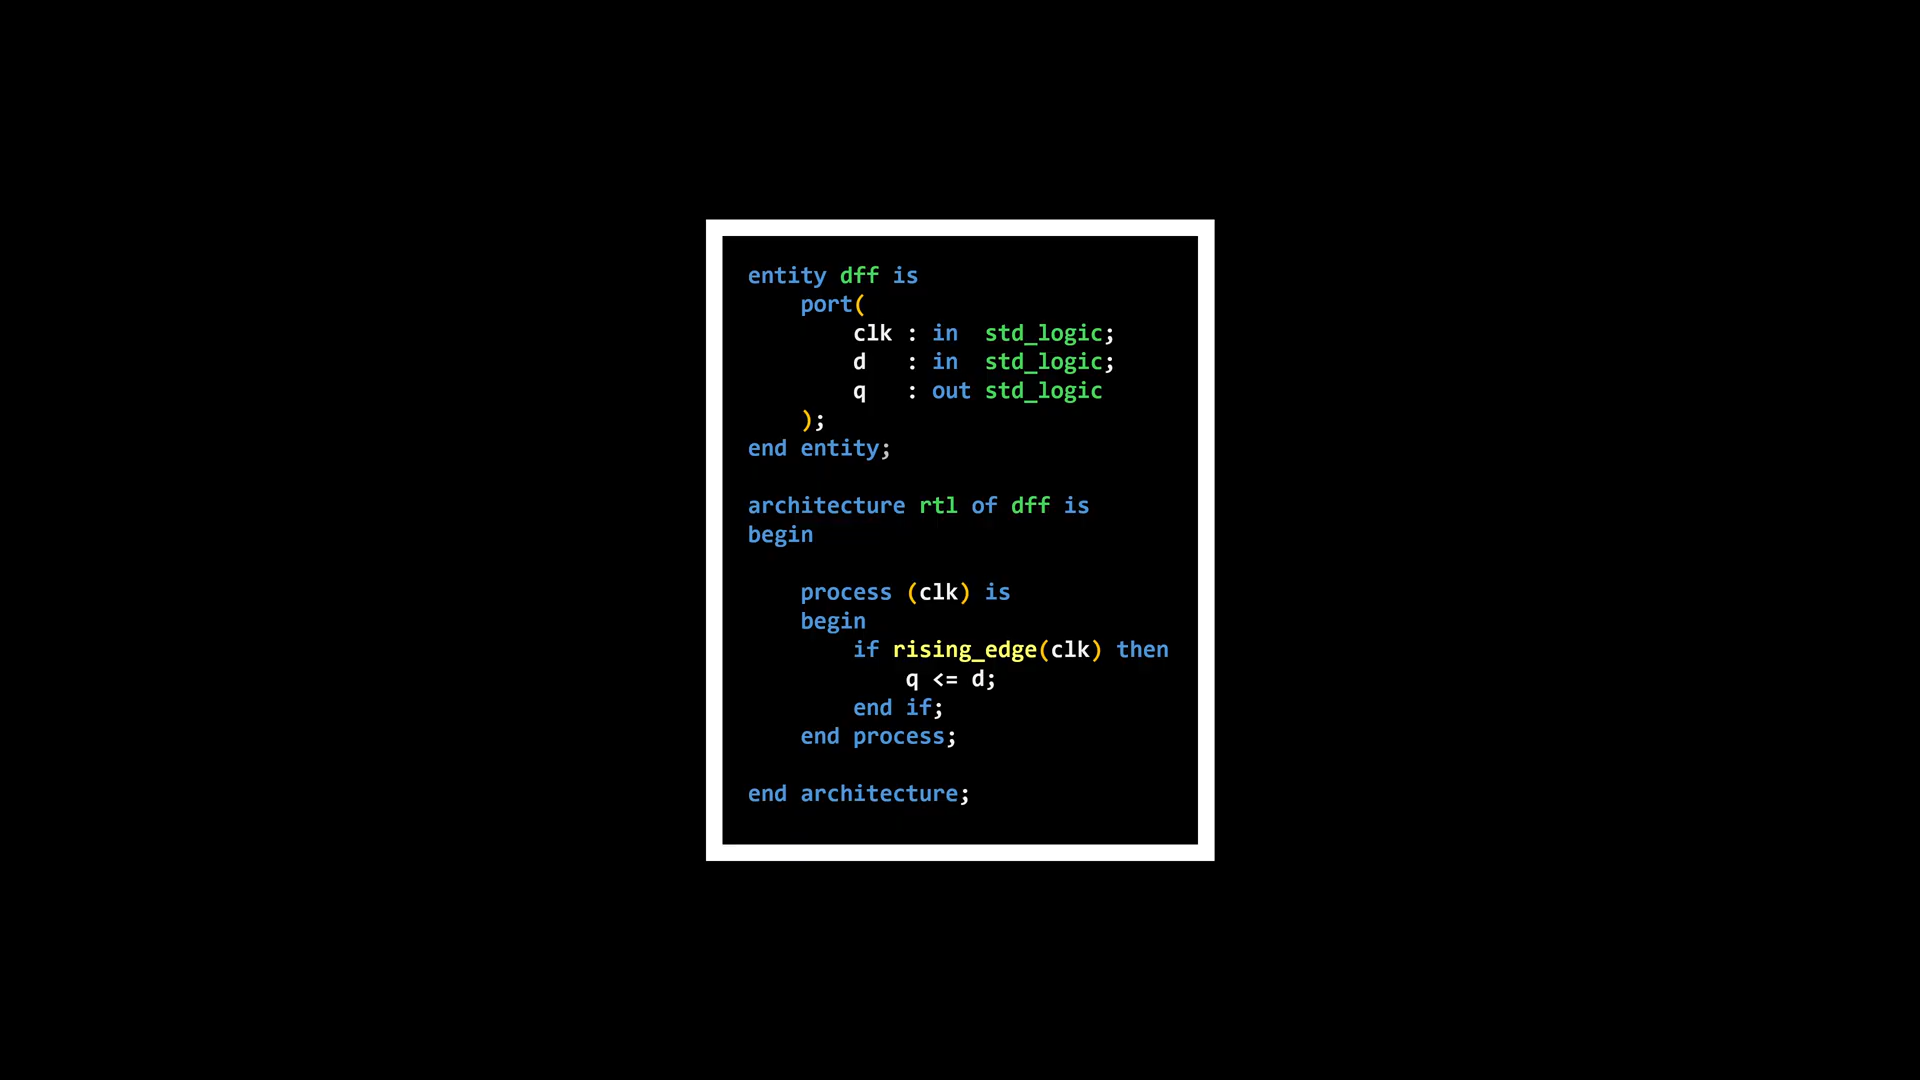 entity dff is
    port(
        clk : in  std_logic;
        d   : in  std_logic;
        q   : out std_logic
    );
end entity;

architecture rtl of dff is
begin

    process (clk) is
    begin
        if rising_edge(clk) then
            q <= d;
        end if;
    end process;

end architecture;